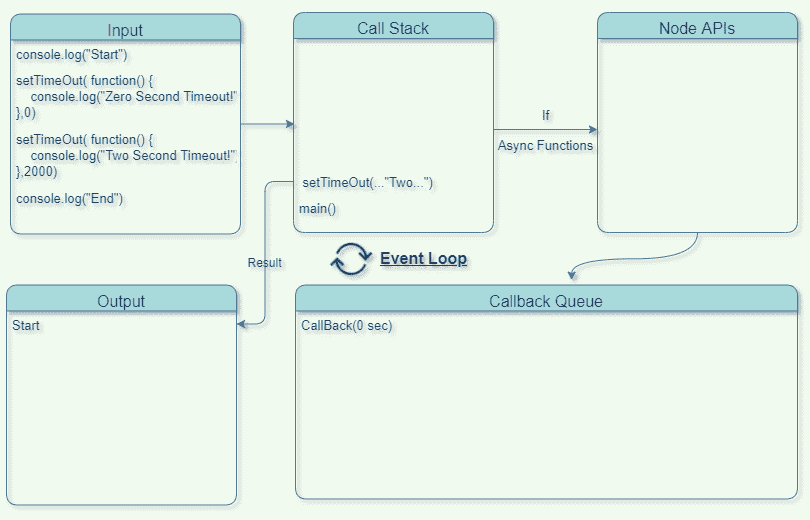 Input
console.log("Start")
setTimeOut( function() {
console.log("Zero Second Timeout!"
},0)
setTimeOut( function() {
console.log("Two Second Timeout!"
},2000)
console.log("End")
Call Stack
setTimeOut(..."Two...")
main()
If
Async Functions
Node APIs
Result
Event Loop
Output
Start
Callback Queue
CallBack(0 sec)